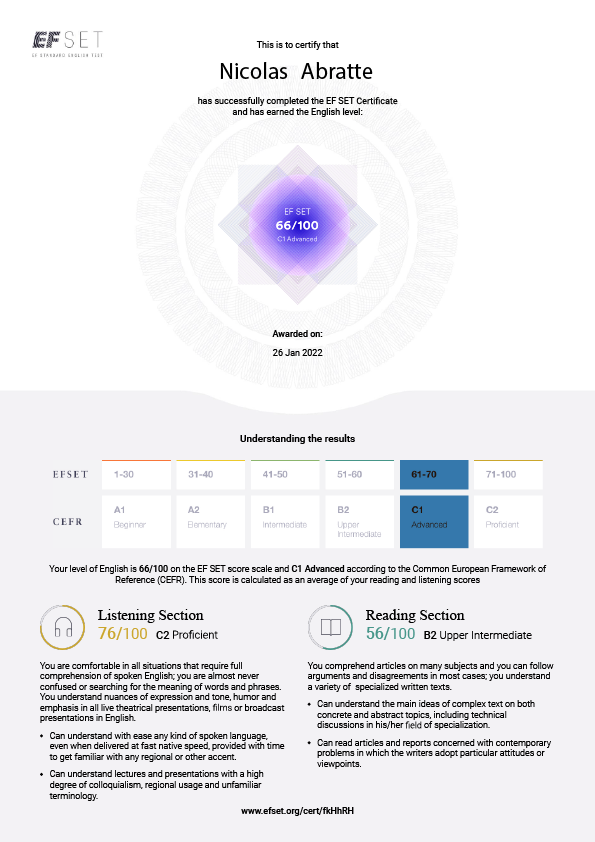 EF SET
EF STANDARD ENGLISH TEST
This is to certify that
Nicolas Abratte
has successfully completed the EF SET Certificate
and has earned the English level:
EF SET
66/100
C1 Advanced
Awarded on:
26 Jan 2022
Understanding the results
EFSET 1-30 31-40 41-50 51-60 61-70 71-100
CEFR A1 A2 B1 B2 C1 C2
Beginner Elementary Intermediate Upper Intermediate Advanced Proficient
Your level of English is 66/100 on the EF SET score scale and C1 Advanced according to the Common European Framework of
Reference (CEFR). This score is calculated as an average of your reading and listening scores
Listening Section
76/100 C2 Proficient
You are comfortable in all situations that require full
comprehension of spoken English; you are almost never
confused or searching for the meaning of words and phrases.
You understand nuances of expression and tone, humor and
emphasis in all live theatrical presentations, films or broadcast
presentations in English.
• Can understand with ease any kind of spoken language,
even when delivered at fast native speed, provided with time
to get familiar with any regional or other accent.
• Can understand lectures and presentations with a high
degree of colloquialism, regional usage and unfamiliar
terminology.
Reading Section
56/100 B2 Upper Intermediate
You comprehend articles on many subjects and you can follow
arguments and disagreements in most cases; you understand
a variety of specialized written texts.
• Can understand the main ideas of complex text on both
concrete and abstract topics, including technical
discussions in his/her field of specialization.
• Can read articles and reports concerned with contemporary
problems in which the writers adopt particular attitudes or
viewpoints.
www.efset.org/cert/fkHhRH